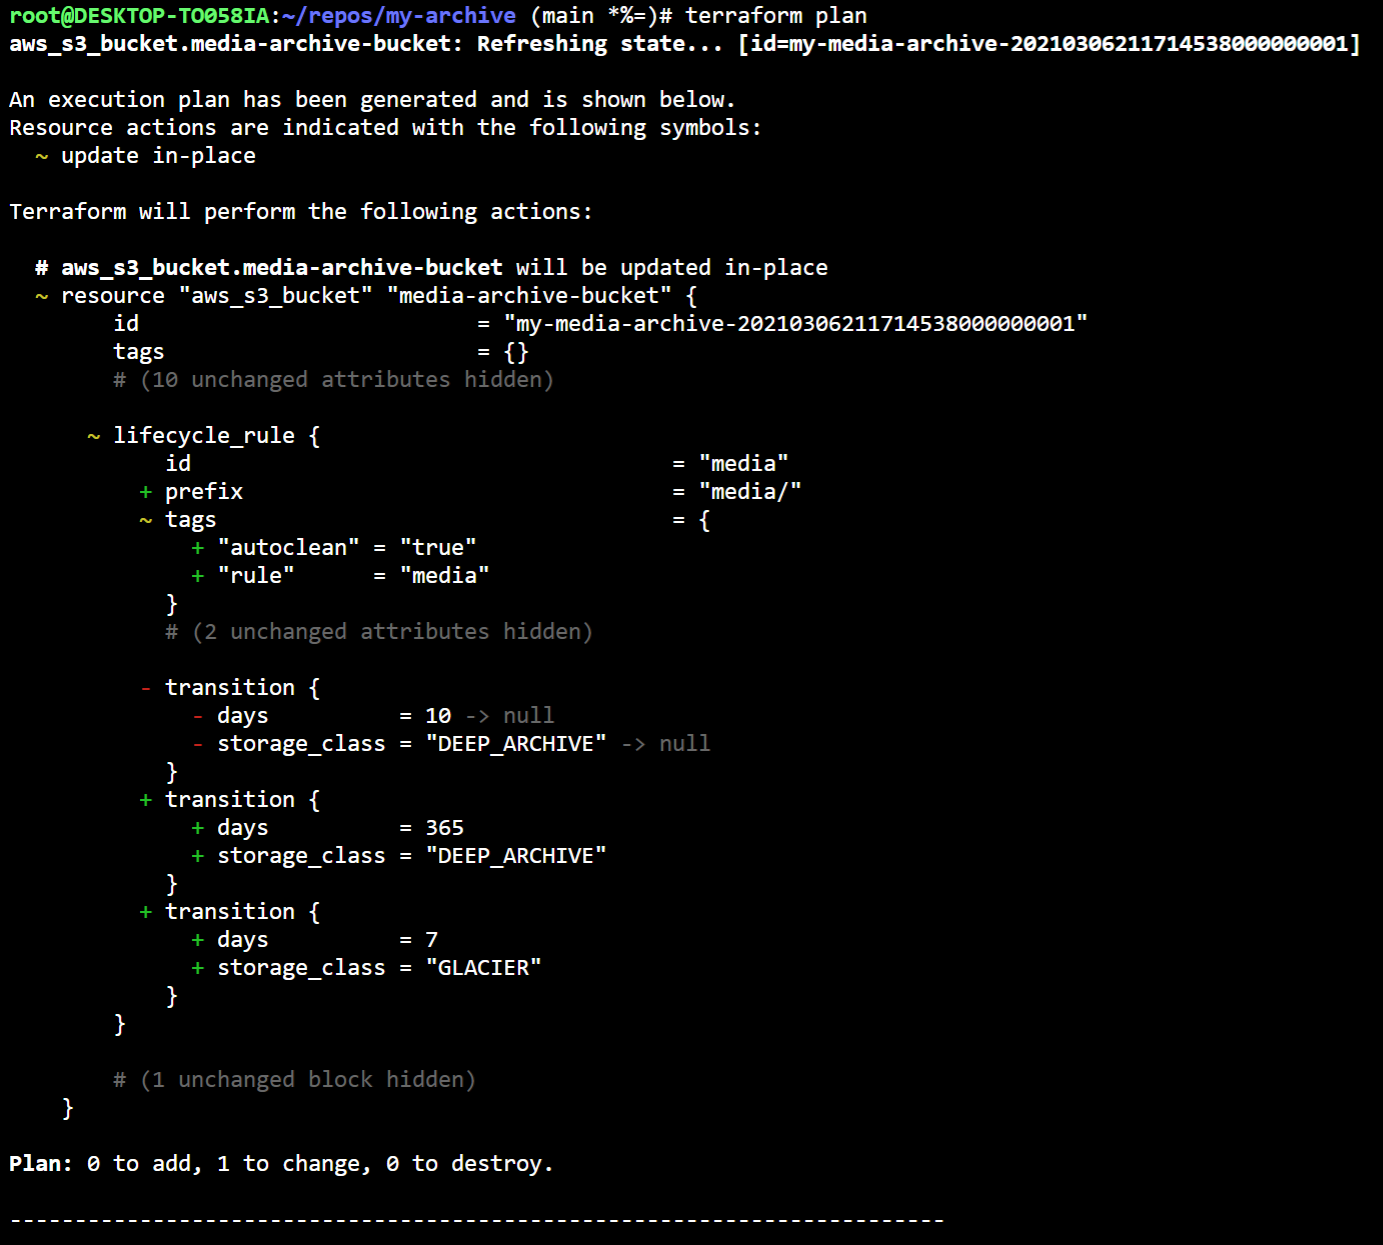 root@DESKTOP-TO058IA:~/repos/my-archive (main *%=)# terraform plan
aws_s3_bucket.media-archive-bucket: Refreshing state... [id=my-media-archive-20210306211714538000000001]

An execution plan has been generated and is shown below.
Resource actions are indicated with the following symbols:
  ~ update in-place

Terraform will perform the following actions:

  # aws_s3_bucket.media-archive-bucket will be updated in-place
  ~ resource "aws_s3_bucket" "media-archive-bucket" {
        id                          = "my-media-archive-20210306211714538000000001"
        tags                        = {}
        # (10 unchanged attributes hidden)

      ~ lifecycle_rule {
            id                                     = "media"
          + prefix                                 = "media/"
          ~ tags                                   = {
              + "autoclean" = "true"
              + "rule"      = "media"
            }
            # (2 unchanged attributes hidden)

          - transition {
              - days          = 10 -> null
              - storage_class = "DEEP_ARCHIVE" -> null
            }
          + transition {
              + days          = 365
              + storage_class = "DEEP_ARCHIVE"
            }
          + transition {
              + days          = 7
              + storage_class = "GLACIER"
            }
        }

        # (1 unchanged block hidden)
    }

Plan: 0 to add, 1 to change, 0 to destroy.

------------------------------------------------------------------------